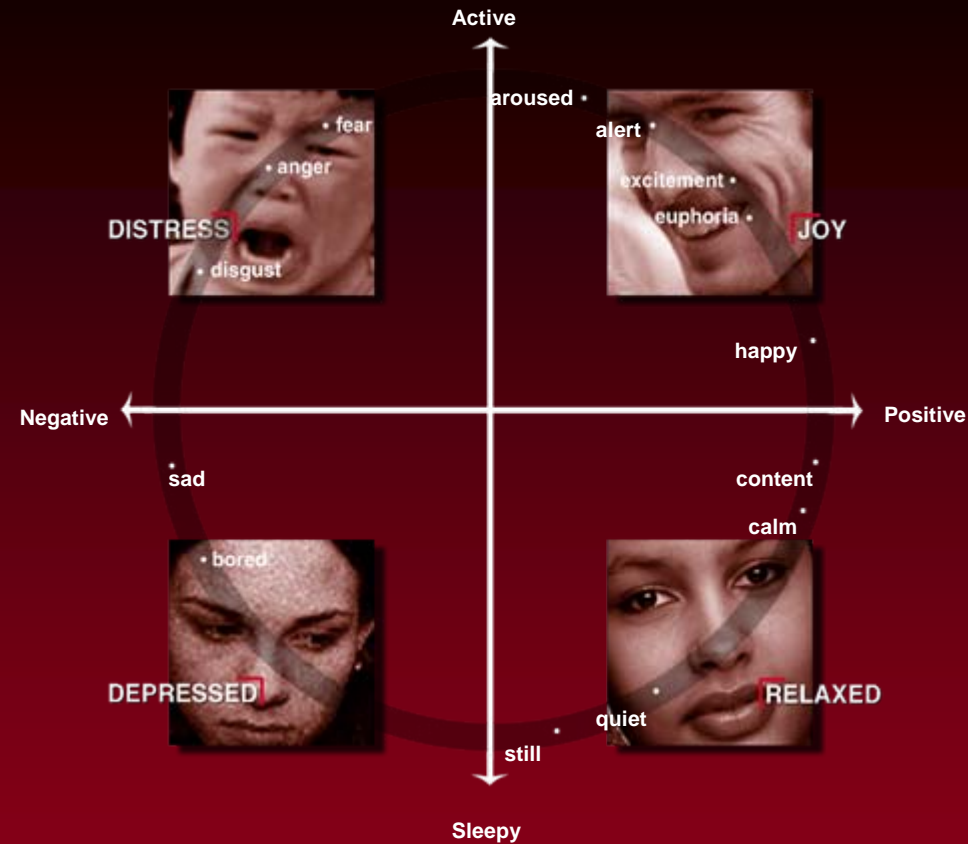 Active
aroused
fear
alert
anger
excitement
euphoria
DISTRESS
JOY
disgust
happy
Negative
Positive
sad
content
calm
bored
DEPRESSED
RELAXED
quiet
still
Sleepy